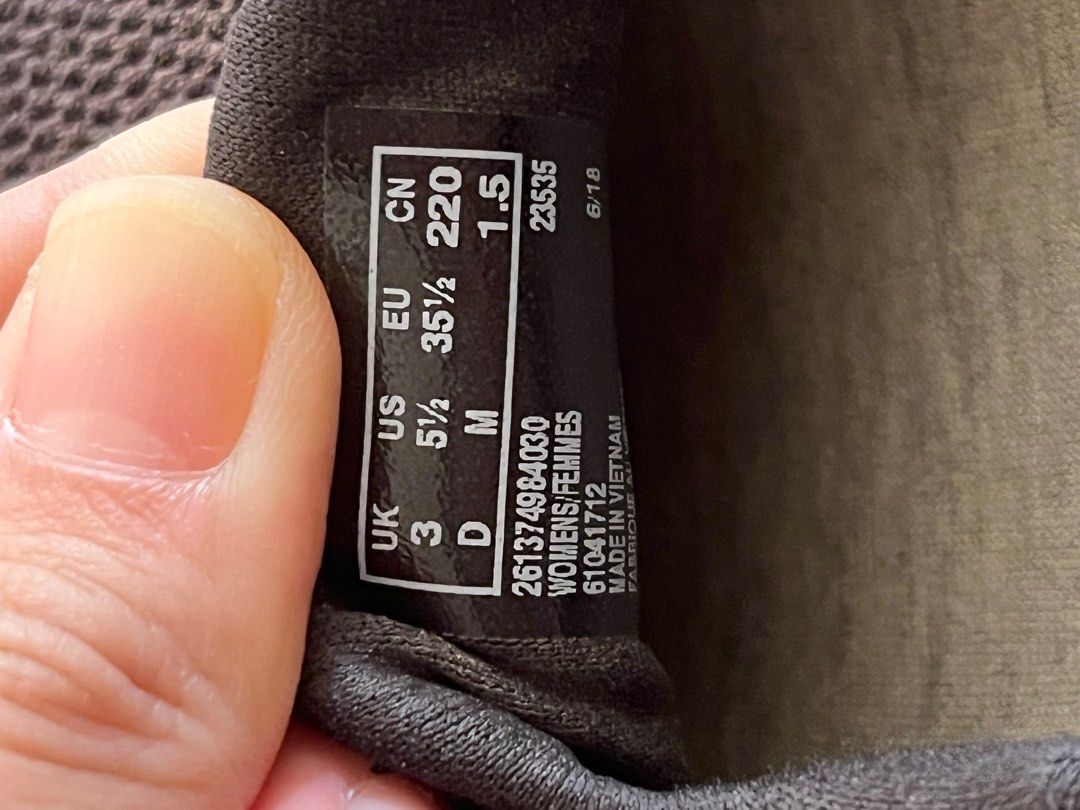 UK US EU CN
3 5½ 35½ 220
D M 1.5
261374984030 23535
WOMENS/FEMMES
61041712 6/18
MADE IN VIETNAM